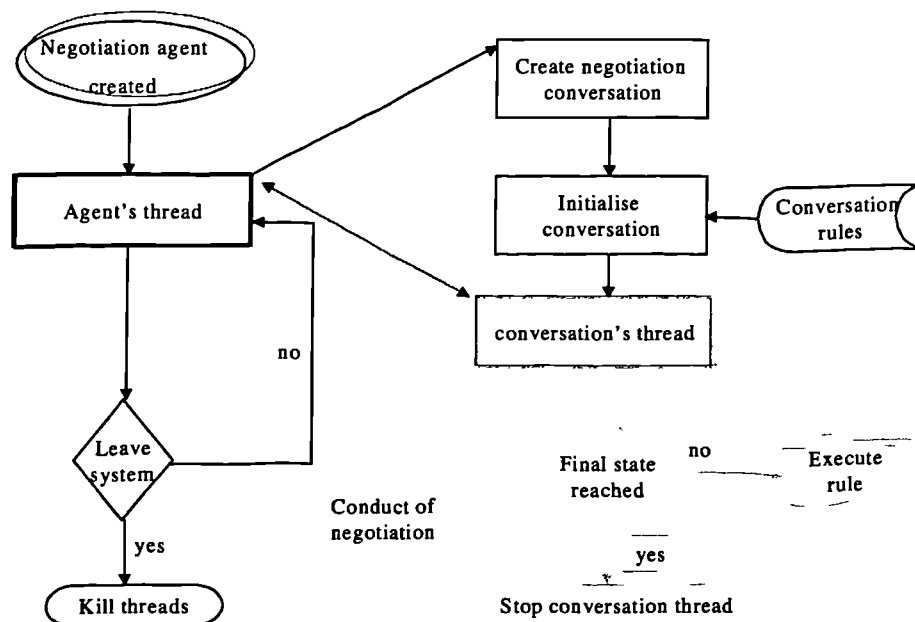 Negotiation agent
created
Create negotiation
conversation
Agent's thread
Initialise
conversation
Conversation
rules
conversation's thread
no
Leave
system
Final state
reached
no
Execute
rule
Conduct of
negotiation
yes
yes
Kill threads
Stop conversation thread